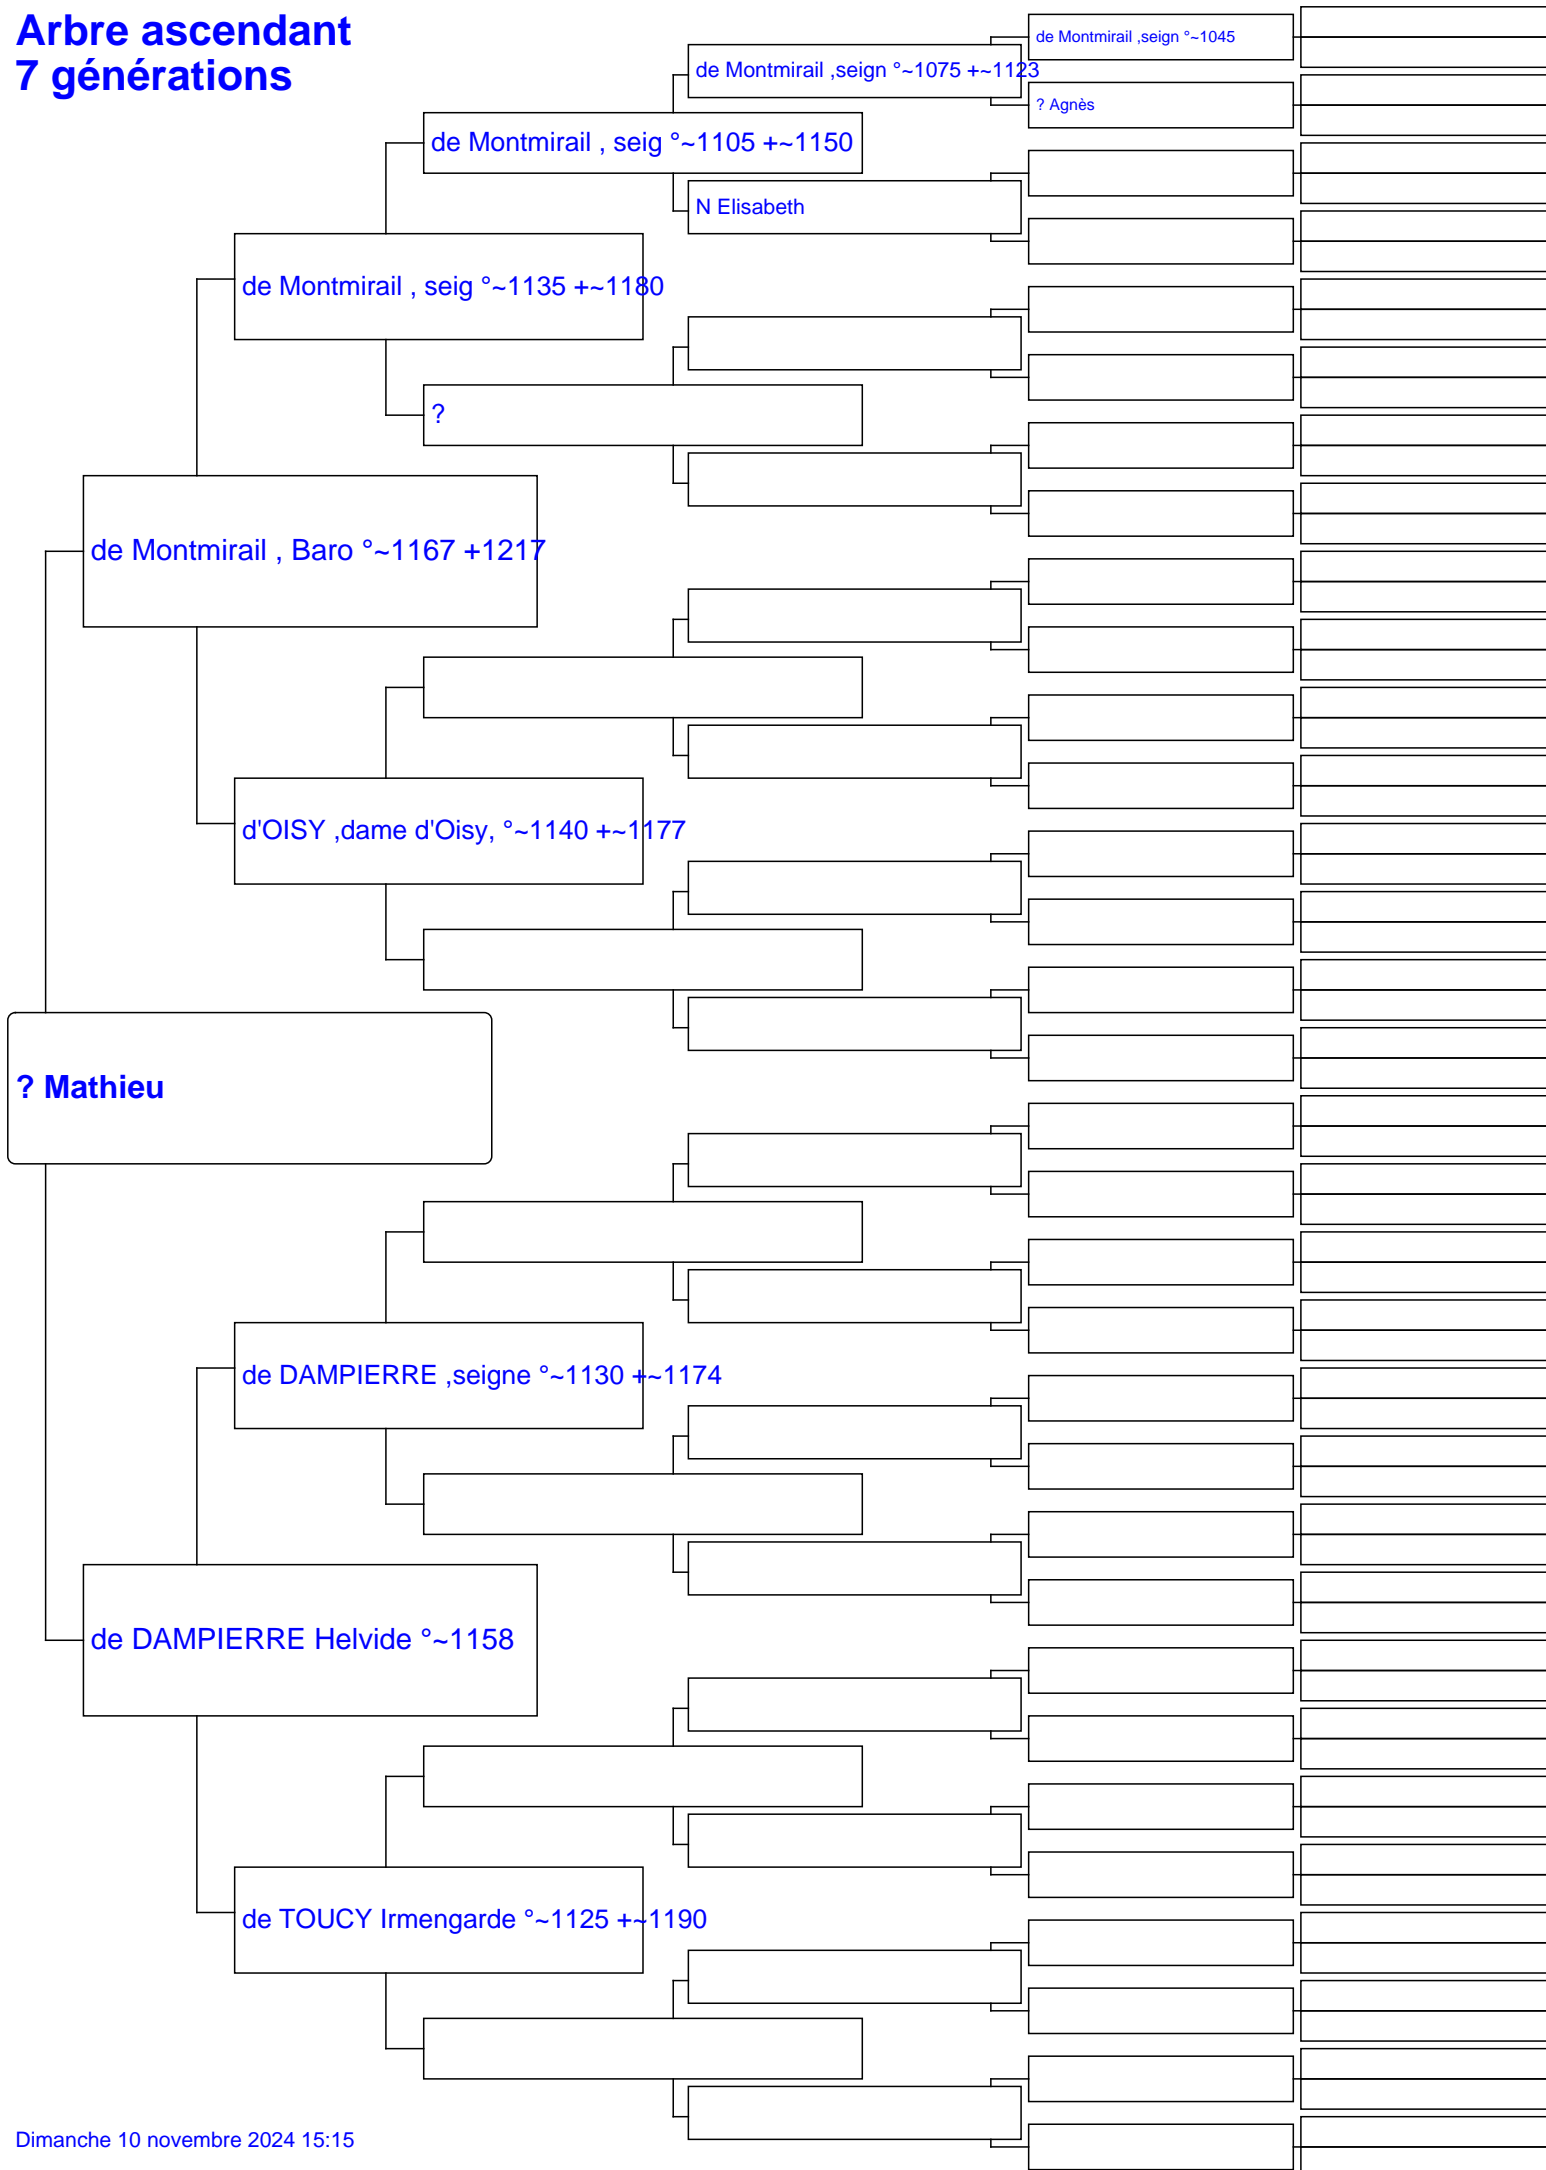 Arbre ascendant
7 générations
de Montmirail ,seign °~1045
de Montmirail ,seign °~1075 +~1123
? Agnès
de Montmirail , seig °~1105 +~1150
N Elisabeth
de Montmirail , seig °~1135 +~1180
?
de Montmirail , Baro °~1167 +1217
d'OISY ,dame d'Oisy, °~1140 +~1177
? Mathieu
de DAMPIERRE ,seigne °~1130 +~1174
de DAMPIERRE Helvide °~1158
de TOUCY Irmengarde °~1125 +~1190
Dimanche 10 novembre 2024 15:15